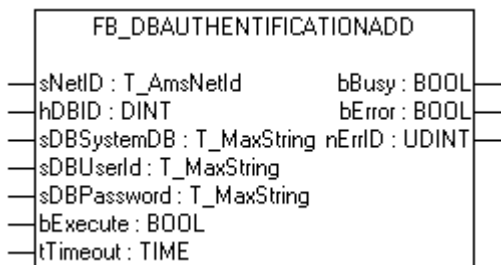 FB_DBAUTHENTIFICATIONADD
sNetID : T_AmsNetId bBusy : BOOL
hDBID : DINT bError : BOOL
sDBSystemDB : T_MaxString nErrID : UDINT
sDBUserId : T_MaxString
sDBPassword : T_MaxString
bExecute : BOOL
tTimeout : TIME